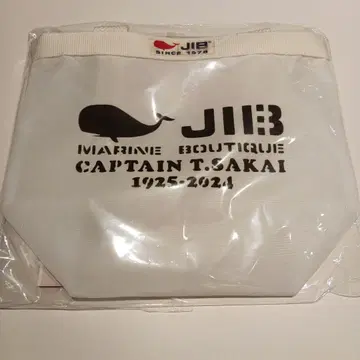 JIB
SINCE 1978
JIB
MARINE BOUTIQUE
CAPTAIN T.SAKAI
1925-2024